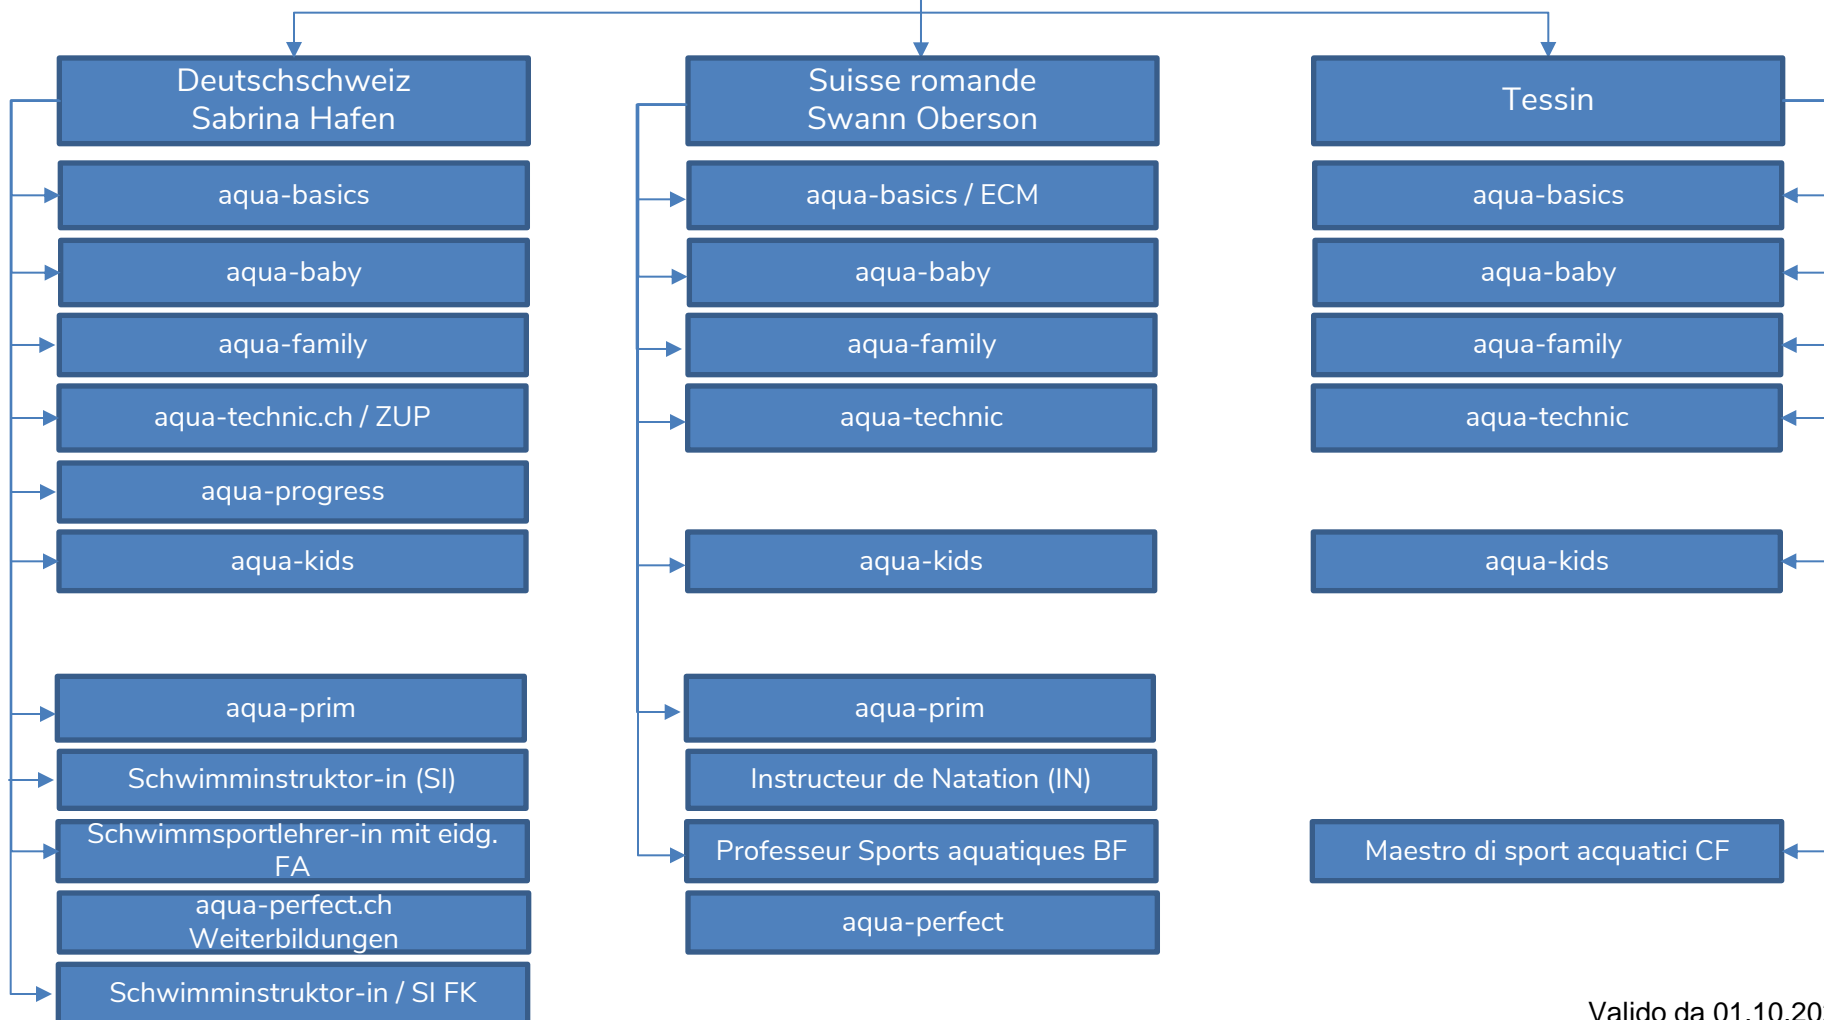 Deutschschweiz
Sabrina Hafen
aqua-basics
aqua-baby
aqua-family
aqua-technic.ch / ZUP
aqua-progress
aqua-kids
aqua-prim
Schwimminstruktor-in (SI)
Schwimmsportlehrer-in mit eidg.
FA
aqua-perfect.ch
Weiterbildungen
Schwimminstruktor-in / SI FK
Suisse romande
Swann Oberson
aqua-basics / ECM
aqua-baby
aqua-family
aqua-technic
aqua-kids
aqua-prim
Instructeur de Natation (IN)
Professeur Sports aquatiques BF
aqua-perfect
Tessin
aqua-basics
aqua-baby
aqua-family
aqua-technic
aqua-kids
Maestro di sport acquatici CF
Valido da